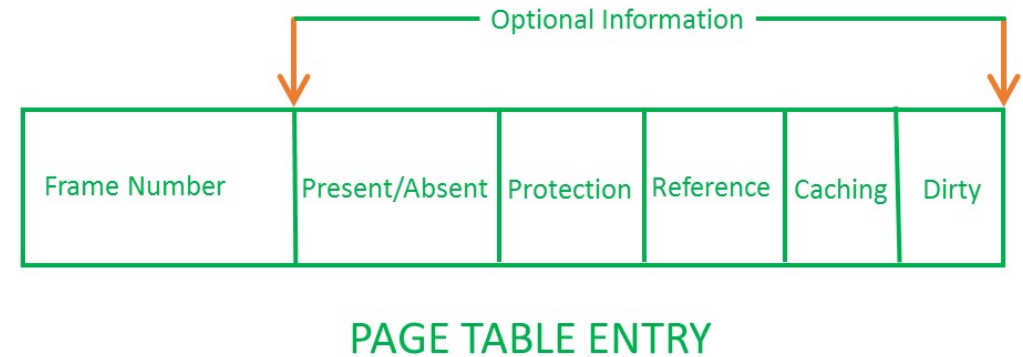 Optional Information
Frame Number Present/Absent Protection Reference Caching Dirty
PAGE TABLE ENTRY